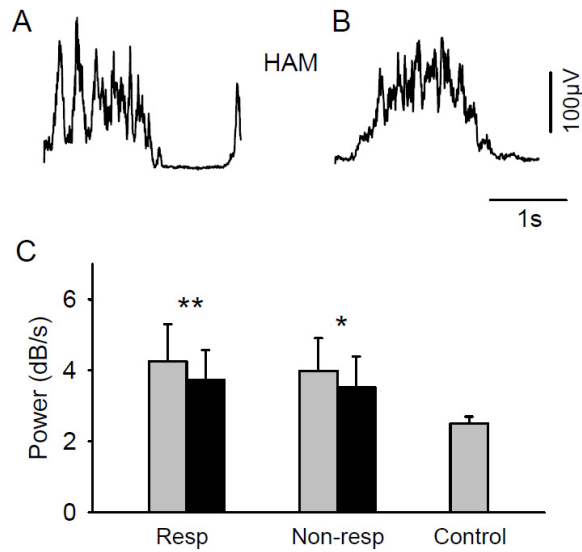 A
HAM
B
100µV
1s
C
Power (dB/s)
6
4
2
0
**
*
Resp
Non-resp
Control